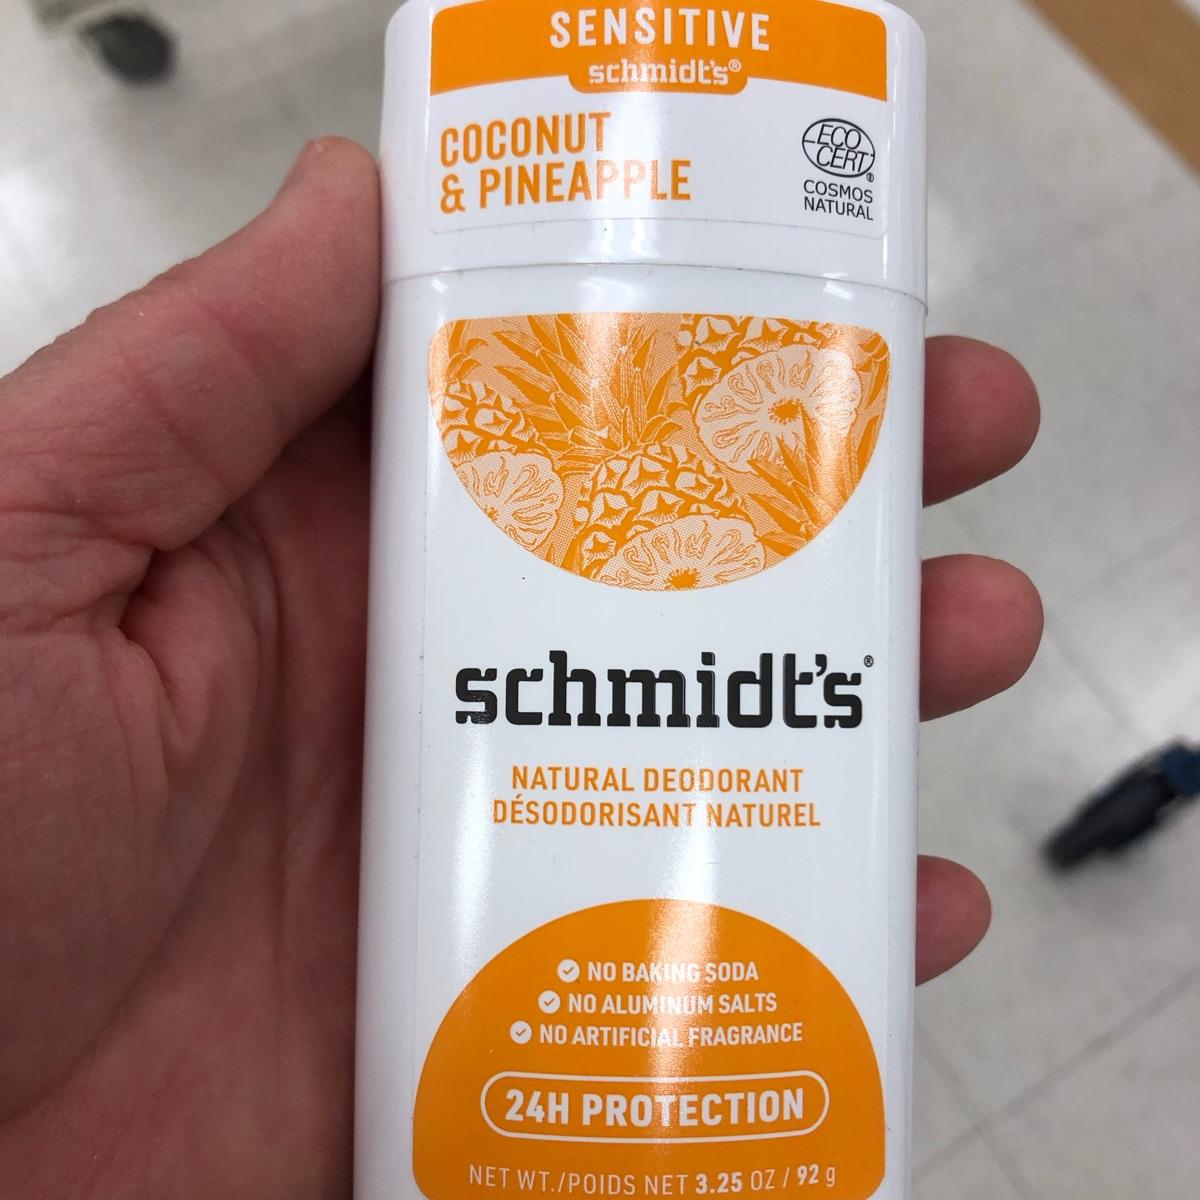 SENSITIVE
schmidt's®
COCONUT
& PINEAPPLE
ECO
CERT®
COSMOS
NATURAL
schmidt's®
NATURAL DEODORANT
DÉSODORISANT NATUREL
NO BAKING SODA
NO ALUMINUM SALTS
NO ARTIFICIAL FRAGRANCE
24H PROTECTION
NET WT./POIDS NET 3.25 OZ / 92 g